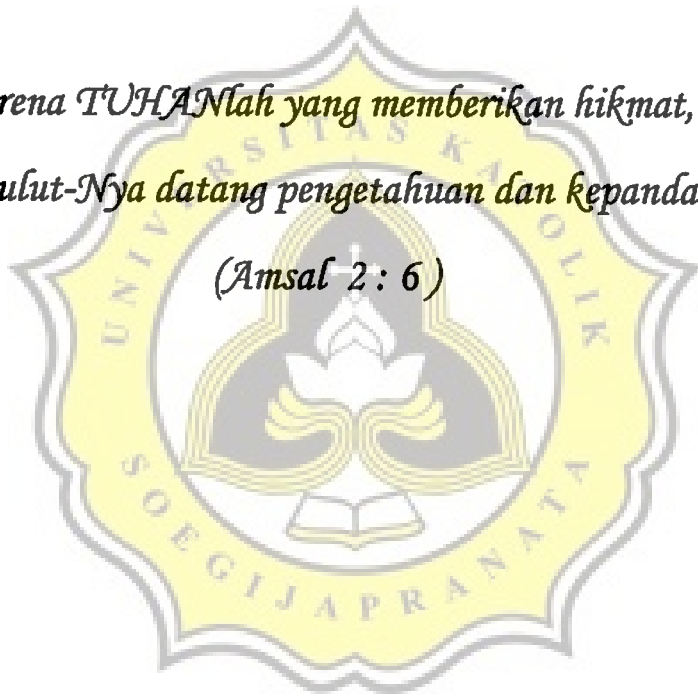 rena TUHANlah yang memberikan hikmat,
ulut-Nya datang pengetahuan dan kepanda
(Amsal 2 : 6 )
UNIVERSITAS KATOLIK
SOEGIJAPRANATA